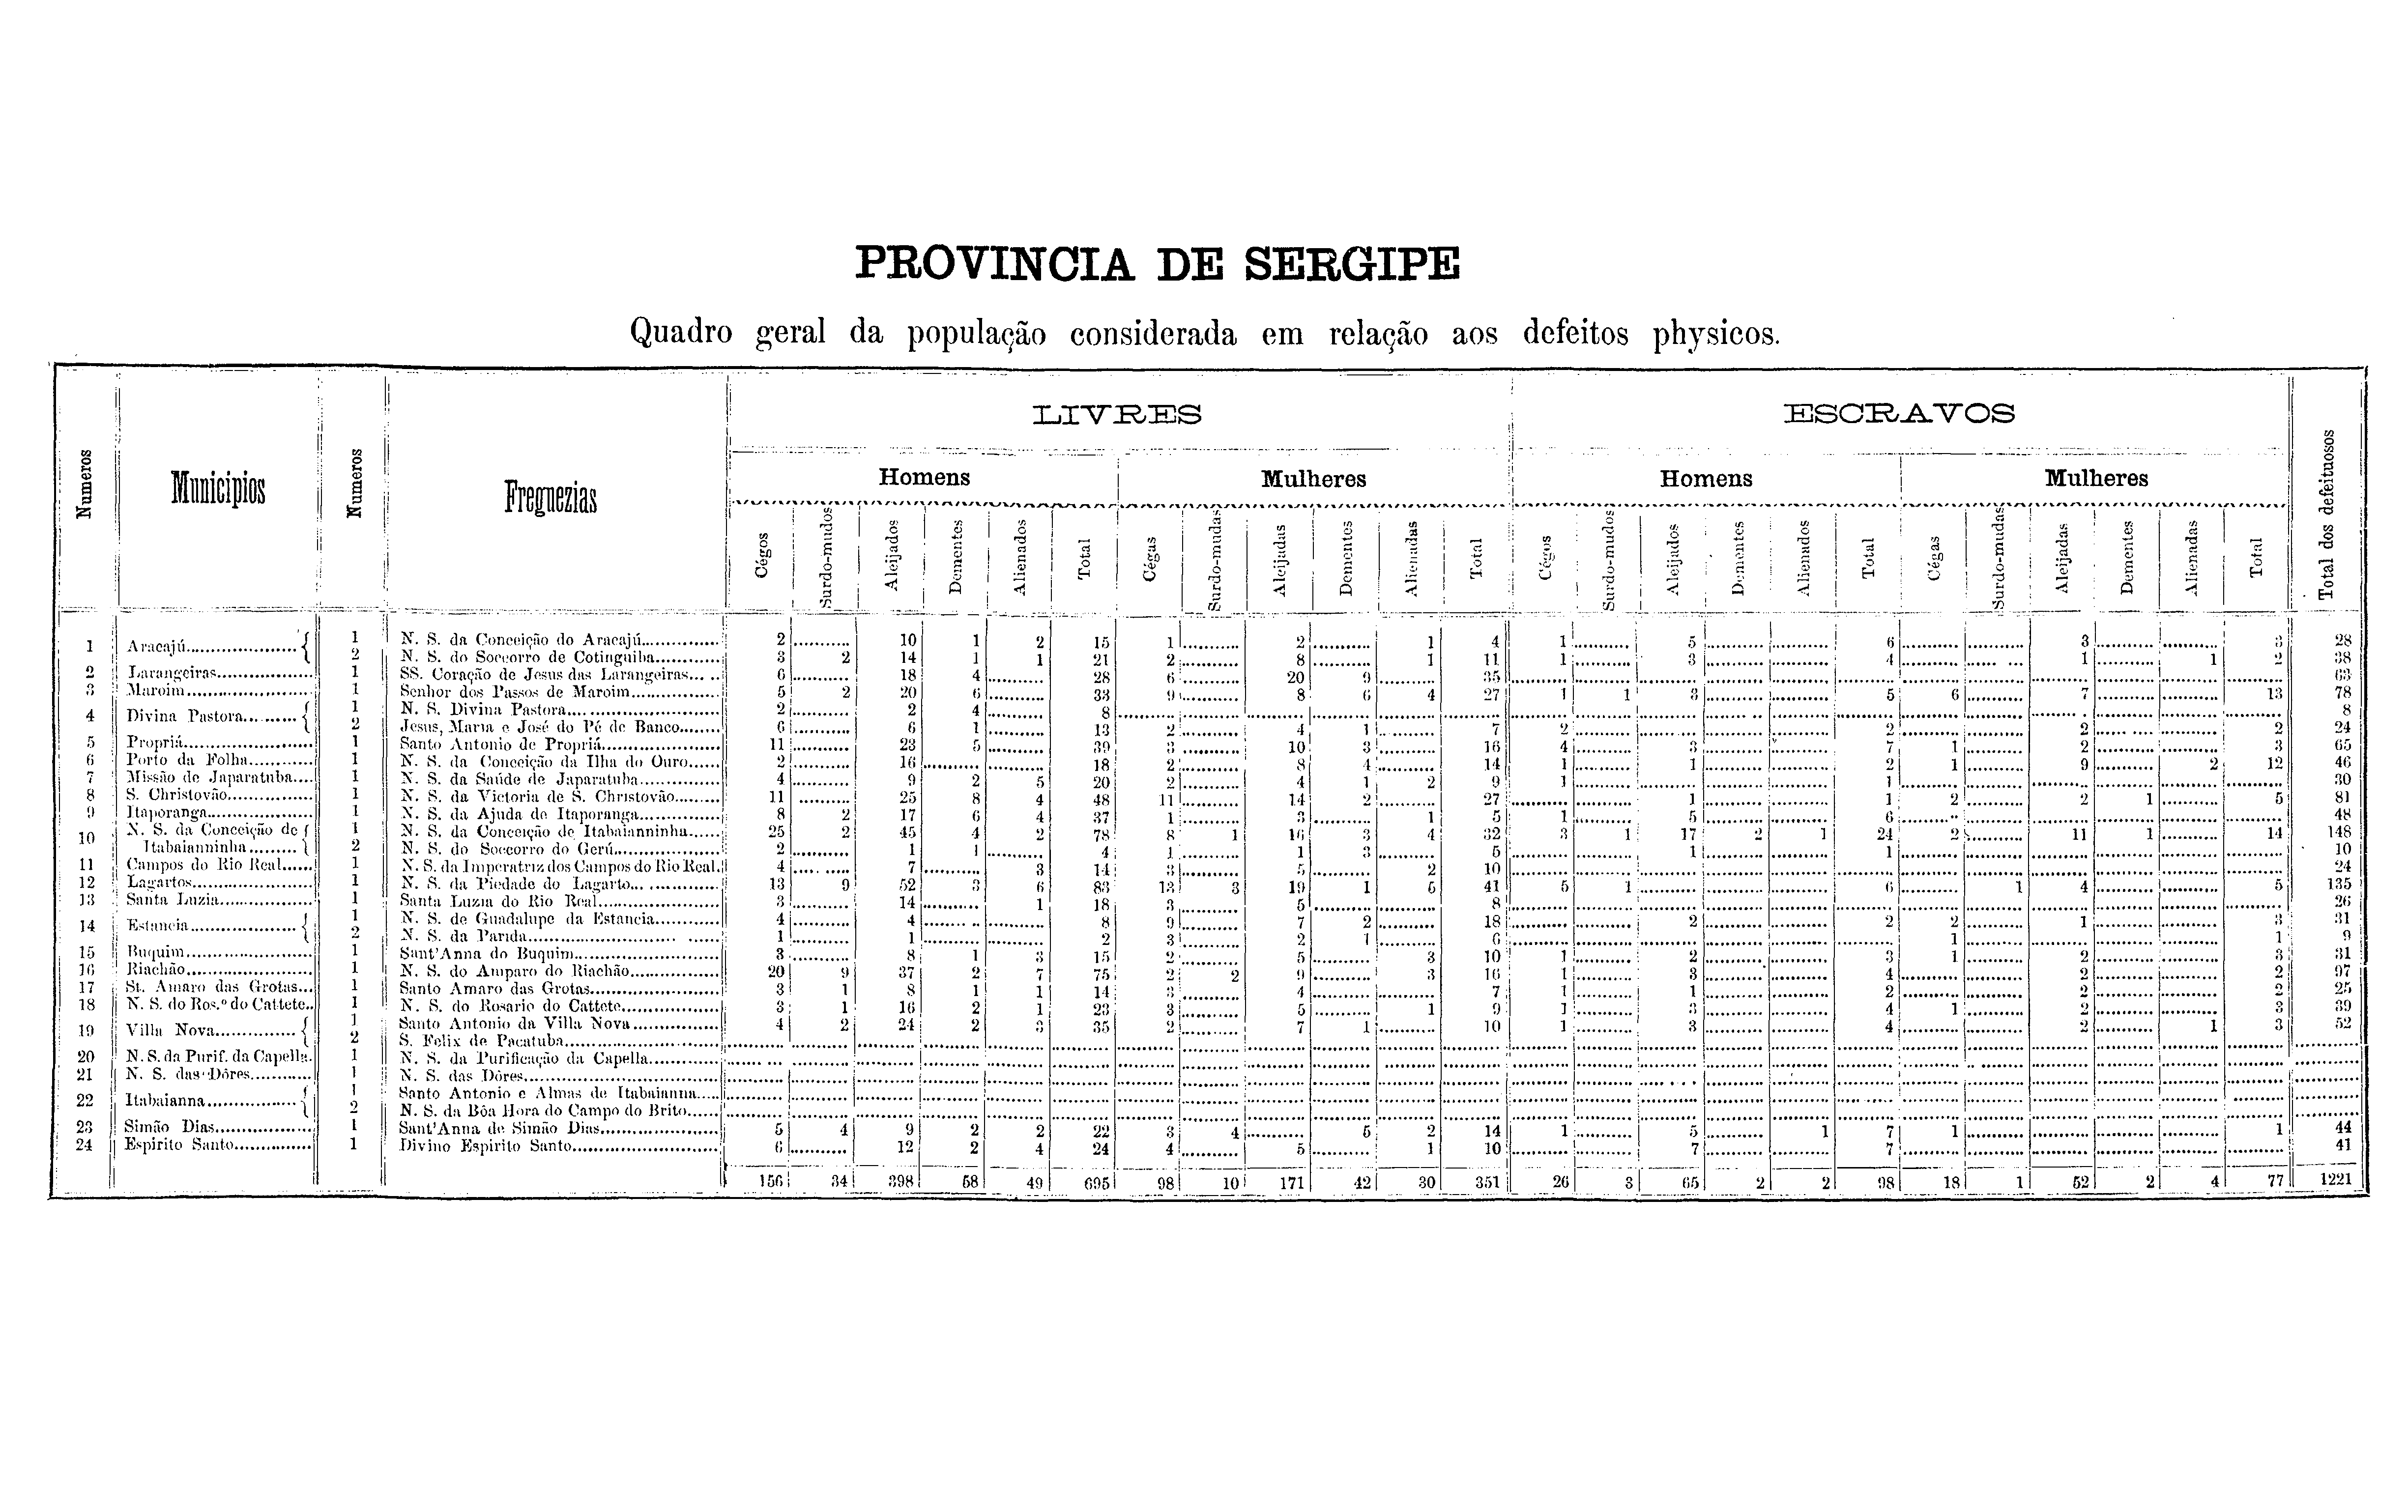 PROVINCIA DE SERGIPE
Quadro geral da população considerada em relação aos defeitos physicos.
LIVRES ESCRAVOS
Numeros Municipios Numeros Freguezias Homens Mulheres Homens Mulheres Total dos defeituosos
Cégos Surdo-mudos Aleijados Dementes Alienados Total Cégas Surdo-mudas Aleijadas Dementes Alienadas Total Cégos Surdo-mudos Aleijados Dementes Alienados Total Cégas Surdo-mudas Aleijadas Dementes Alienadas Total
1 Aracajú 1 N. S. da Conceição do Aracajú 2 10 1 2 15 1 2 1 4 1 5 6 3 3 28
2 N. S. do Soccorro de Cotinguiba 3 2 14 1 1 21 2 8 1 11 1 3 4 1 1 2 38
2 Larangeiras 1 SS. Coração de Jesus das Larangeiras 6 18 4 28 6 20 9 35 63
3 Maroim 1 Senhor dos Passos de Maroim 5 2 20 6 33 9 8 6 4 27 1 1 3 5 6 7 13 78
4 Divina Pastora 1 N. S. Divina Pastora 2 2 4 8 8
2 Jesus, Maria e José do Pé de Banco 6 6 1 13 2 4 1 7 2 2 2 2 24
5 Propriá 1 Santo Antonio de Propriá 11 23 5 39 3 10 3 16 4 3 7 1 2 3 65
6 Porto da Folha 1 N. S. da Conceição da Ilha do Ouro 2 16 18 2 8 4 14 1 1 2 1 9 2 12 46
7 Missão de Japaratuba 1 N. S. da Saúde de Japaratuba 4 9 2 5 20 2 4 1 2 9 1 1 30
8 S. Christovão 1 N. S. da Victoria de S. Christovão 11 25 8 4 48 11 14 2 27 1 1 2 2 1 5 81
9 Itaporanga 1 N. S. da Ajuda de Itaporanga 8 2 17 6 4 37 1 3 1 5 1 5 6 48
10 N. S. da Conceição de Itabaianninha 1 N. S. da Conceição de Itabaianninha 25 2 45 4 2 78 8 1 16 3 4 32 3 1 17 2 1 24 2 11 1 14 148
2 N. S. do Soccorro do Gerú 2 1 1 4 1 1 3 5 1 1 10
11 Campos do Rio Real 1 N. S. da Imperatriz dos Campos do Rio Real 4 7 3 14 3 5 2 10 24
12 Lagartos 1 N. S. da Piedade do Lagarto 13 9 52 3 6 83 13 3 19 1 5 41 5 1 6 1 4 5 135
13 Santa Luzia 1 Santa Luzia do Rio Real 3 14 1 18 3 5 8 26
14 Estancia 1 N. S. de Guadalupe da Estancia 4 4 8 9 7 2 18 2 2 2 1 3 31
2 N. S. da Parida 1 1 2 3 2 1 6 1 1 9
15 Buquim 1 Sant'Anna do Buquim 3 8 1 3 15 2 5 3 10 1 2 3 1 2 3 31
16 Riachão 1 N. S. do Amparo do Riachão 20 9 37 2 7 75 2 2 9 3 16 1 3 4 2 2 97
17 St. Amaro das Grotas 1 Santo Amaro das Grotas 3 1 8 1 1 14 3 4 7 1 1 2 2 2 25
18 N. S. do Ros.º do Cattete 1 N. S. do Rosario do Cattete 3 1 16 2 1 23 3 5 1 9 1 3 4 1 2 3 39
19 Villa Nova 1 Santo Antonio da Villa Nova 4 2 24 2 3 35 2 7 1 10 1 3 4 2 1 3 52
2 S. Felix de Pacatuba
20 N. S. da Purif. da Capella 1 N. S. da Purificação da Capella
21 N. S. das Dôres 1 N. S. das Dôres
22 Itabaianna 1 Santo Antonio e Almas de Itabaianna
2 N. S. da Bôa Hora do Campo do Brito
23 Simão Dias 1 Sant'Anna de Simão Dias 5 4 9 2 2 22 3 4 5 2 14 1 5 1 7 1 1 44
24 Espirito Santo 1 Divino Espirito Santo 6 12 2 4 24 4 5 1 10 7 7 41
156 34 398 58 49 695 98 10 171 42 30 351 26 3 65 2 2 98 18 1 52 2 4 77 1221